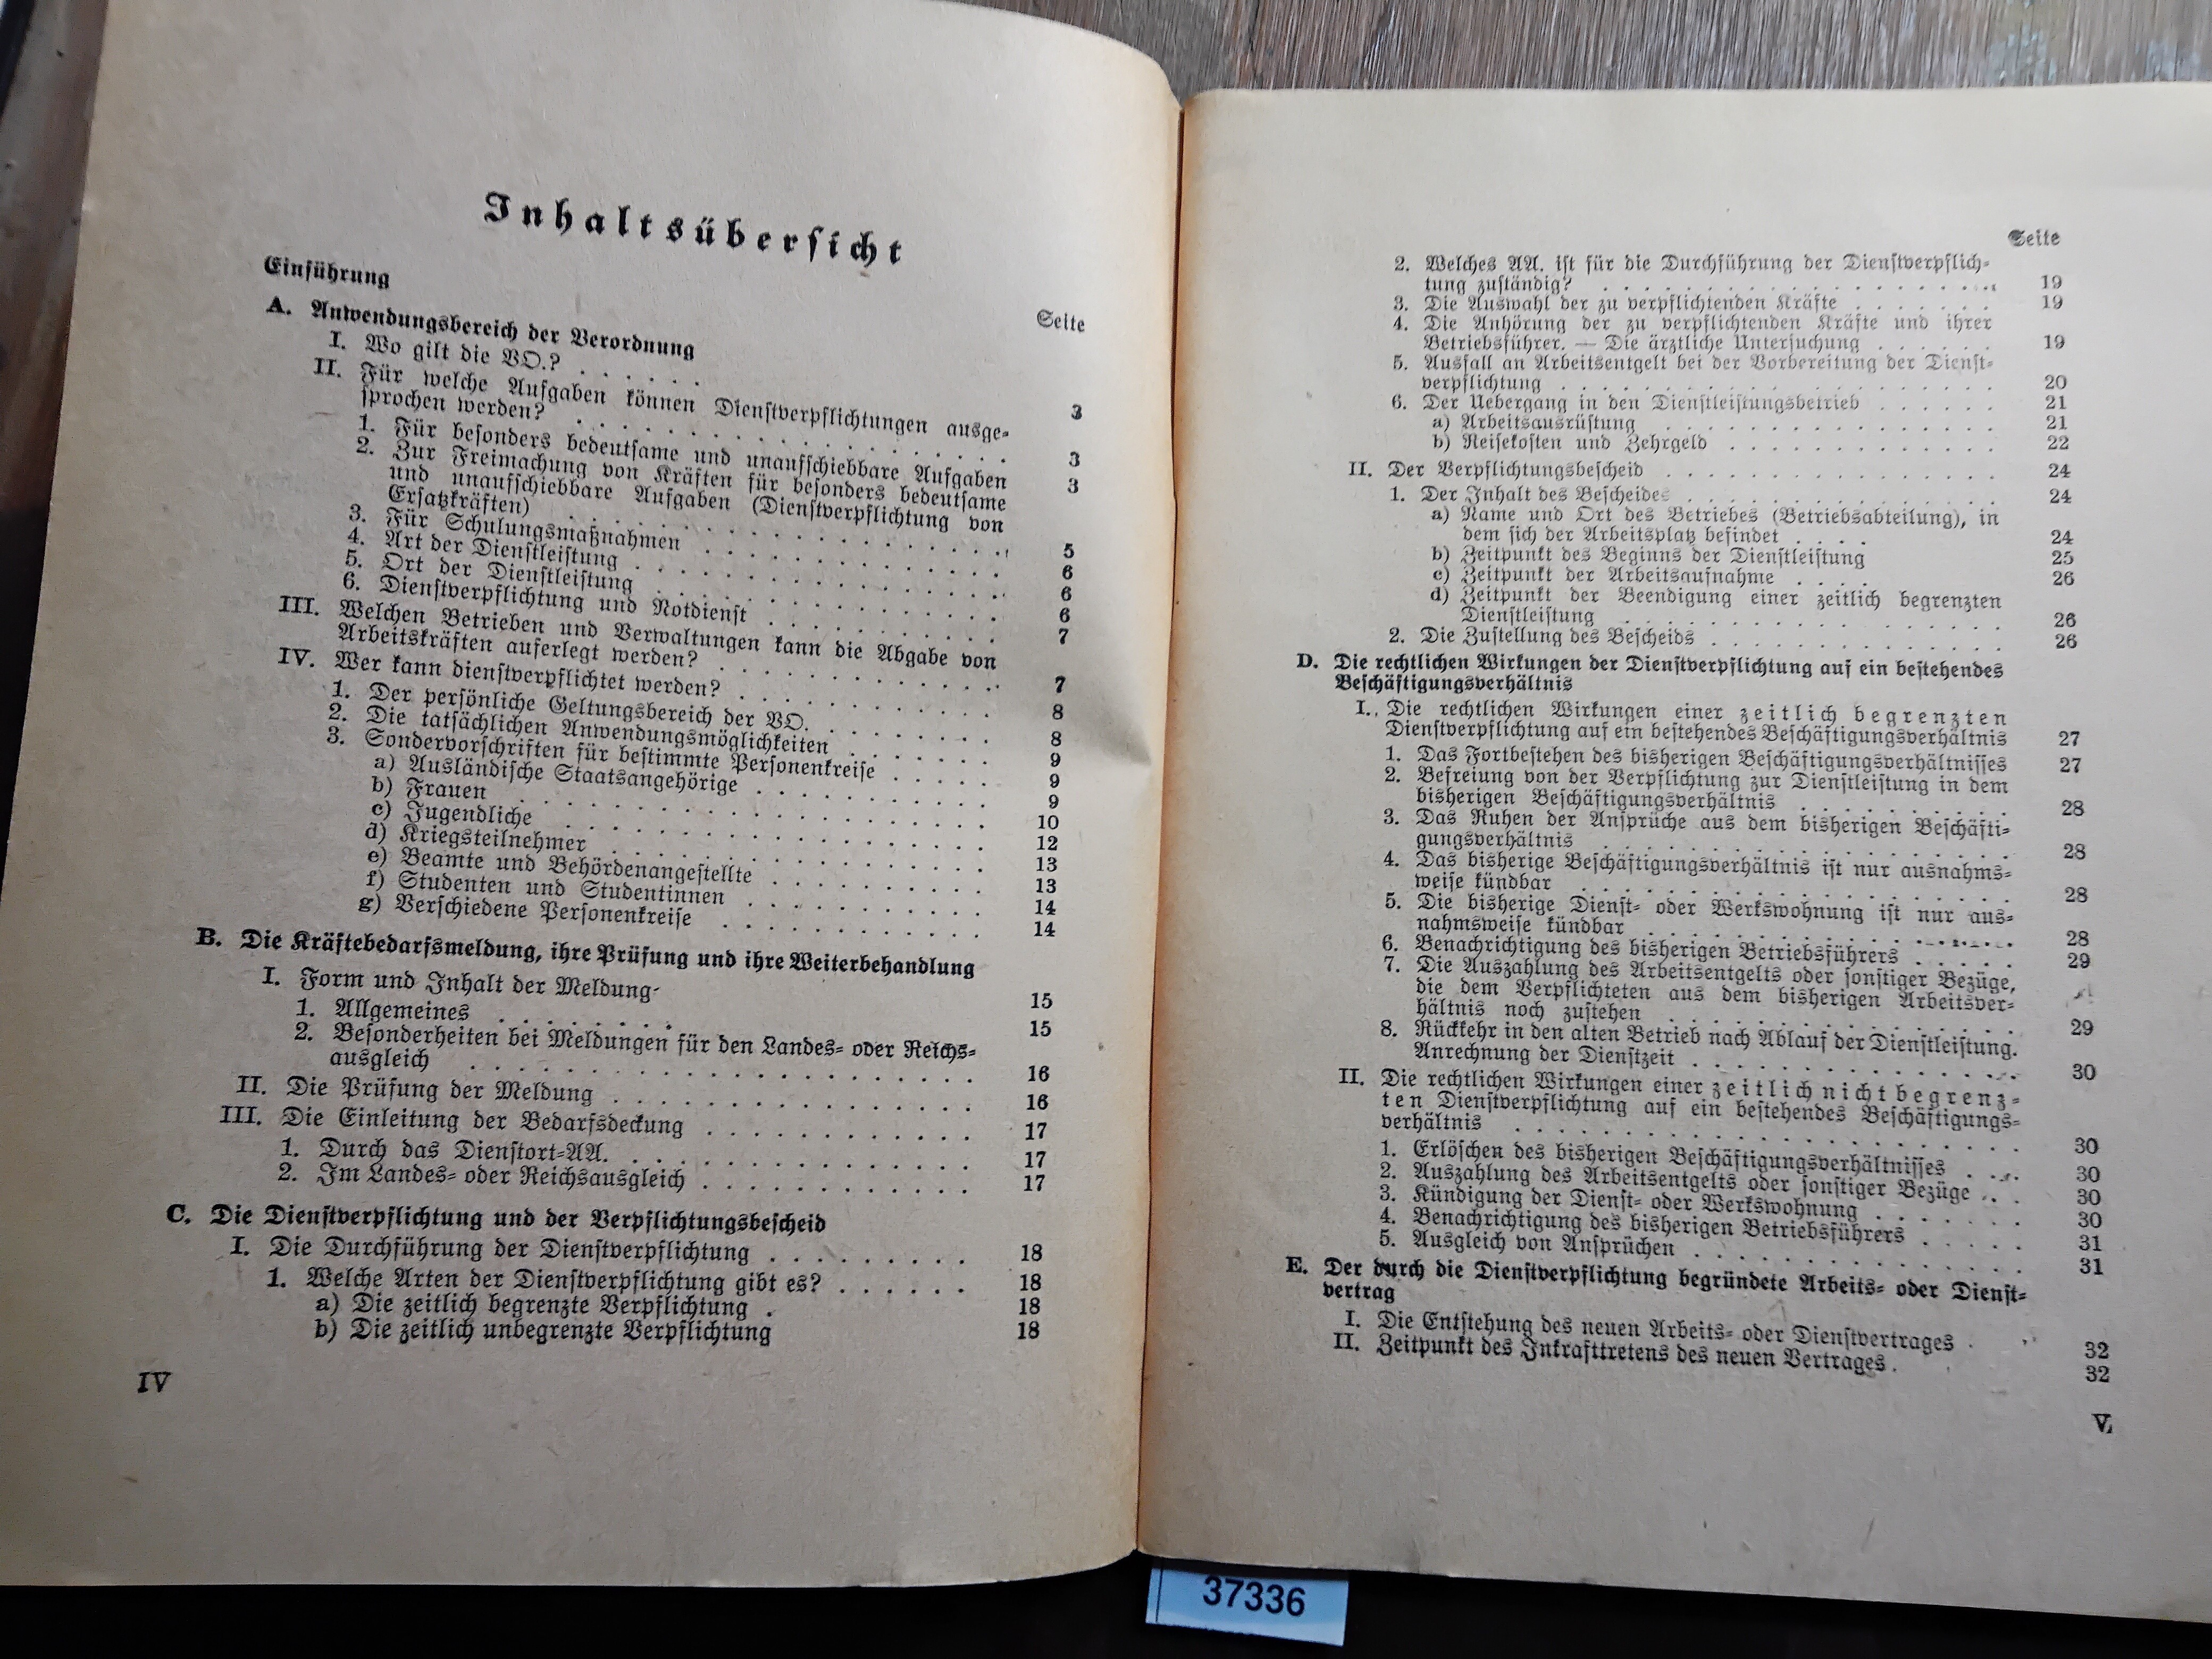 Inhaltsübersicht
Einführung
Seite
A. Anwendungsbereich der Verordnung
I. Wo gilt die VO.? . . . . . . 3
II. Für welche Aufgaben können Dienstverpflichtungen ausge-
sprochen werden? . . . . . . . . . . . . . . . 3
1. Für besonders bedeutsame und unaufschiebbare Aufgaben 3
2. Zur Freimachung von Kräften für besonders bedeutsame
und unaufschiebbare Aufgaben (Dienstverpflichtung von
Ersatzkräften) . . . . . . . . . . . . . . . 5
3. Für Schulungsmaßnahmen . . . . . . . . . . 6
4. Art der Dienstleistung . . . . . . . . . . . . 6
5. Ort der Dienstleistung . . . . . . . . . . . . 6
6. Dienstverpflichtung und Notdienst . . . . . . . . 7
III. Welchen Betrieben und Verwaltungen kann die Abgabe von
Arbeitskräften auferlegt werden? . . . . . . . . . . 7
IV. Wer kann dienstverpflichtet werden? . . . . . . . . . 8
1. Der persönliche Geltungsbereich der VO. . . . . . . 8
2. Die tatsächlichen Anwendungsmöglichkeiten . . . . . 9
3. Sondervorschriften für bestimmte Personenkreise . . . . 9
a) Ausländische Staatsangehörige . . . . . . . . . 9
b) Frauen . . . . . . . . . . . . . . . 10
c) Jugendliche . . . . . . . . . . . . . . 12
d) Kriegsteilnehmer . . . . . . . . . . . . 13
e) Beamte und Behördenangestellte . . . . . . . . 13
f) Studenten und Studentinnen . . . . . . . . . 14
g) Verschiedene Personenkreise . . . . . . . . . 14
B. Die Kräftebedarfsmeldung, ihre Prüfung und ihre Weiterbehandlung
I. Form und Inhalt der Meldung 15
1. Allgemeines . . . . . . . 15
2. Besonderheiten bei Meldungen für den Landes- oder Reichs-
ausgleich . . . . . . . . . . . . . . . . . 16
II. Die Prüfung der Meldung . . . . . . . . . . . . 16
III. Die Einleitung der Bedarfsdeckung . . . . . . . . . 17
1. Durch das Dienstort-AA. . . . . . . . . . . . 17
2. Im Landes- oder Reichsausgleich . . . . . . . . . 17
C. Die Dienstverpflichtung und der Verpflichtungsbescheid
I. Die Durchführung der Dienstverpflichtung . . . . . . . 18
1. Welche Arten der Dienstverpflichtung gibt es? . . . . . 18
a) Die zeitlich begrenzte Verpflichtung . 18
b) Die zeitlich unbegrenzte Verpflichtung 18
IV
Seite
2. Welches AA. ist für die Durchführung der Dienstverpflich-
tung zuständig? . . . . . . . . . . . . . . . 19
3. Die Auswahl der zu verpflichtenden Kräfte . . . . . . 19
4. Die Anhörung der zu verpflichtenden Kräfte und ihrer
Betriebsführer. — Die ärztliche Untersuchung . . . . . . 19
5. Ausfall an Arbeitsentgelt bei der Vorbereitung der Dienst-
verpflichtung . . . . . . . . . . . . . . . . 20
6. Der Uebergang in den Dienstleistungsbetrieb . . . . . . 21
a) Arbeitsausrüstung . . . . . . . . . . . . . 21
b) Reisekosten und Zehrgeld . . . . . . . . . . . 22
II. Der Verpflichtungsbescheid . . . . . . . . . . . . . 24
1. Der Inhalt des Bescheides . . . . . . . . . . . . 24
a) Name und Ort des Betriebes (Betriebsabteilung), in
dem sich der Arbeitsplatz befindet . . . . 24
b) Zeitpunkt des Beginns der Dienstleistung 25
c) Zeitpunkt der Arbeitsaufnahme . . . . 26
d) Zeitpunkt der Beendigung einer zeitlich begrenzten
Dienstleistung . . . . . . . . . . . . . . 26
2. Die Zustellung des Bescheids . . . . . . . . . . . 26
D. Die rechtlichen Wirkungen der Dienstverpflichtung auf ein bestehendes
Beschäftigungsverhältnis
I. Die rechtlichen Wirkungen einer zeitlich begrenzten
Dienstverpflichtung auf ein bestehendes Beschäftigungsverhältnis 27
1. Das Fortbestehen des bisherigen Beschäftigungsverhältnisses 27
2. Befreiung von der Verpflichtung zur Dienstleistung in dem
bisherigen Beschäftigungsverhältnis . . . . . . . . . 28
3. Das Ruhen der Ansprüche aus dem bisherigen Beschäfti-
gungsverhältnis . . . . . . . . . . . . . . . 28
4. Das bisherige Beschäftigungsverhältnis ist nur ausnahms-
weise kündbar . . . . . . . . . . . . . . . . 28
5. Die bisherige Dienst- oder Werkswohnung ist nur aus-
nahmsweise kündbar . . . . . . . . . . . . . . 28
6. Benachrichtigung des bisherigen Betriebsführers . . . . . 29
7. Die Auszahlung des Arbeitsentgelts oder sonstiger Bezüge,
die dem Verpflichteten aus dem bisherigen Arbeitsver-
hältnis noch zustehen . . . . . . . . . . . . . 29
8. Rückkehr in den alten Betrieb nach Ablauf der Dienstleistung.
Anrechnung der Dienstzeit . . . . . . . . . . . . 30
II. Die rechtlichen Wirkungen einer zeitlich nicht begrenz-
ten Dienstverpflichtung auf ein bestehendes Beschäftigungs-
verhältnis . . . . . . . . . . . . . . . . . . 30
1. Erlöschen des bisherigen Beschäftigungsverhältnisses . . . 30
2. Auszahlung des Arbeitsentgelts oder sonstiger Bezüge . . . 30
3. Kündigung der Dienst- oder Werkswohnung . . . . . . 30
4. Benachrichtigung des bisherigen Betriebsführers . . . . . 31
5. Ausgleich von Ansprüchen . . . . . . . . . . . . 31
E. Der durch die Dienstverpflichtung begründete Arbeits- oder Dienst-
vertrag
I. Die Entstehung des neuen Arbeits- oder Dienstvertrages . 32
II. Zeitpunkt des Inkrafttretens des neuen Vertrages . 32
V
37336